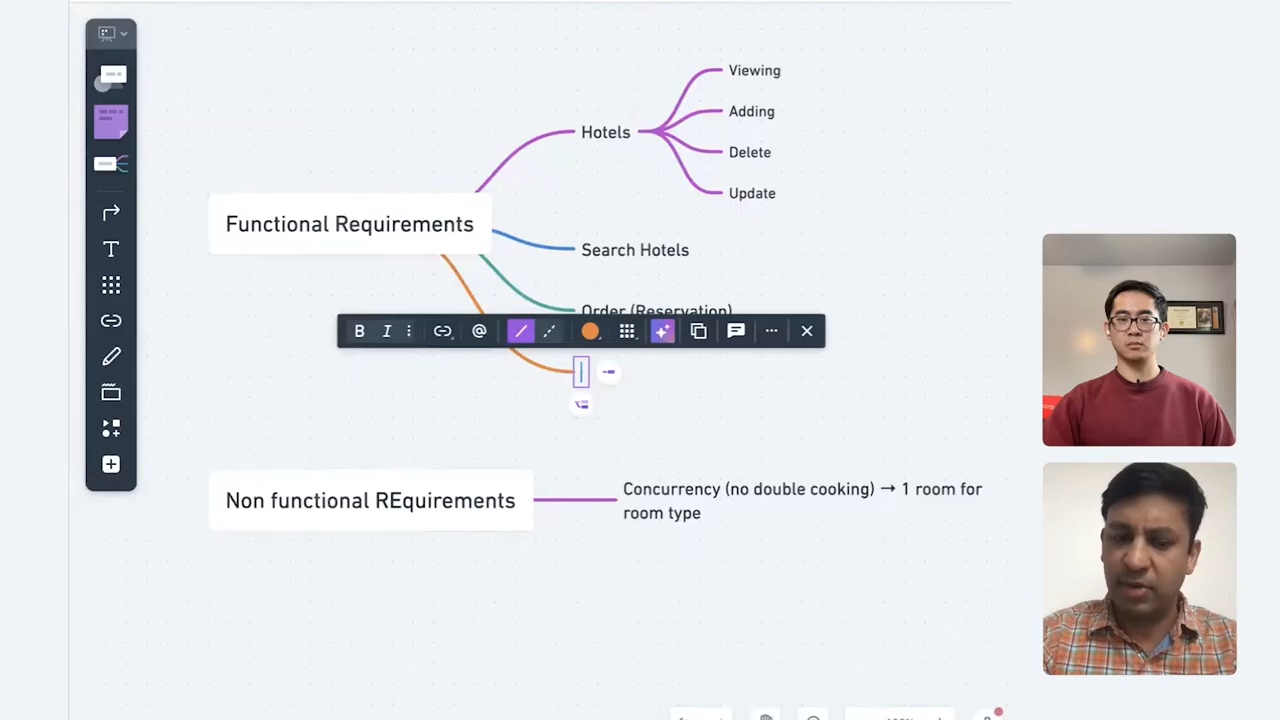 Viewing
Adding
Hotels
Delete
Update
Functional Requirements
Search Hotels
Order (Reservation)
B I @
T
Non functional REquirements
Concurrency (no double cooking) → 1 room for
room type